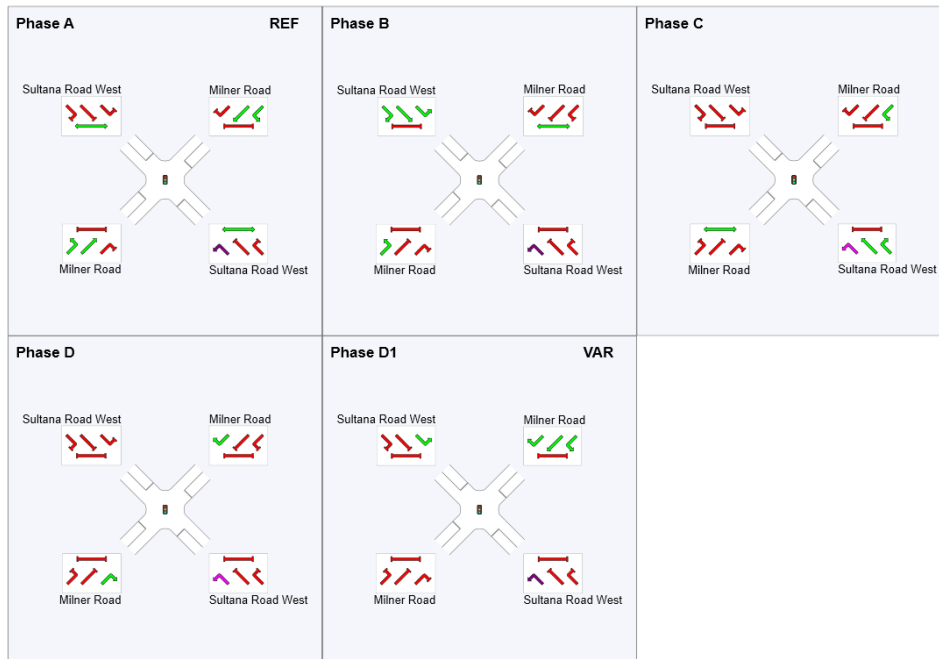 Phase A REF
Sultana Road West Milner Road
Milner Road Sultana Road West
Phase B
Sultana Road West Milner Road
Milner Road Sultana Road West
Phase C
Sultana Road West Milner Road
Milner Road Sultana Road West
Phase D
Sultana Road West Milner Road
Milner Road Sultana Road West
Phase D1 VAR
Sultana Road West Milner Road
Milner Road Sultana Road West